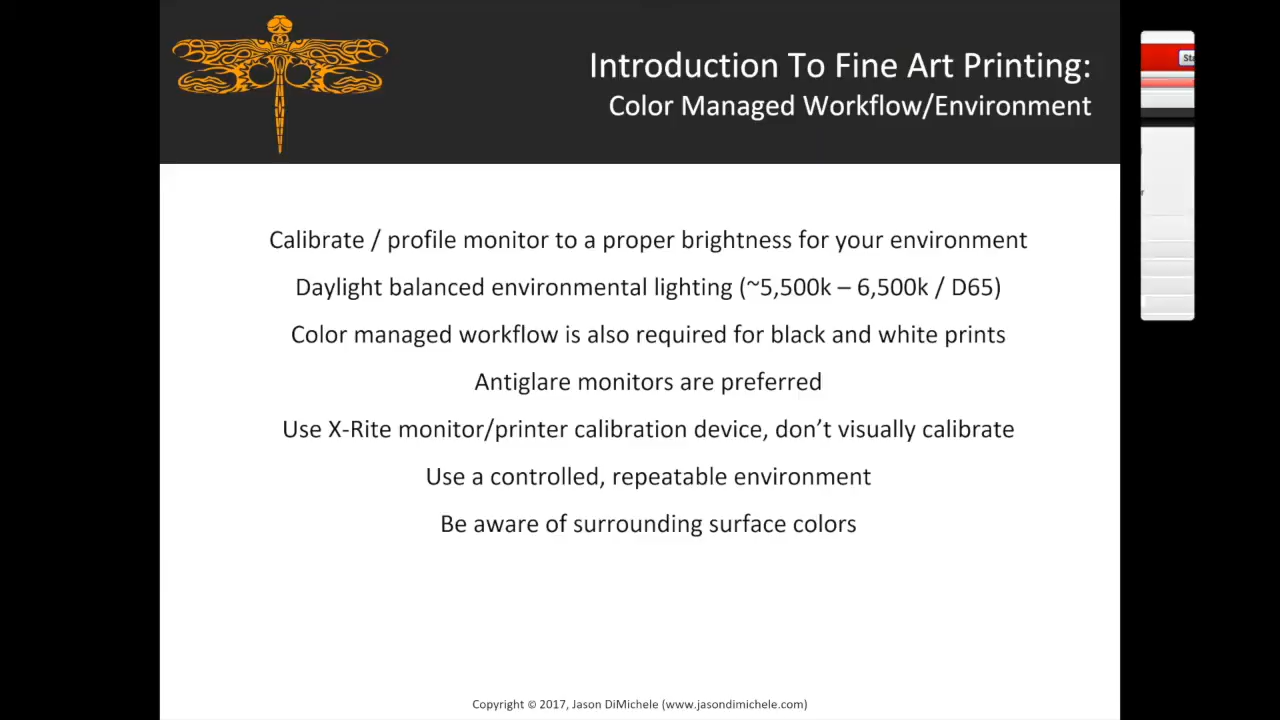 Introduction To Fine Art Printing:
Color Managed Workflow/Environment
Calibrate / profile monitor to a proper brightness for your environment
Daylight balanced environmental lighting (~5,500k – 6,500k / D65)
Color managed workflow is also required for black and white prints
Antiglare monitors are preferred
Use X-Rite monitor/printer calibration device, don’t visually calibrate
Use a controlled, repeatable environment
Be aware of surrounding surface colors
Copyright © 2017, Jason DiMichele (www.jasondimichele.com)